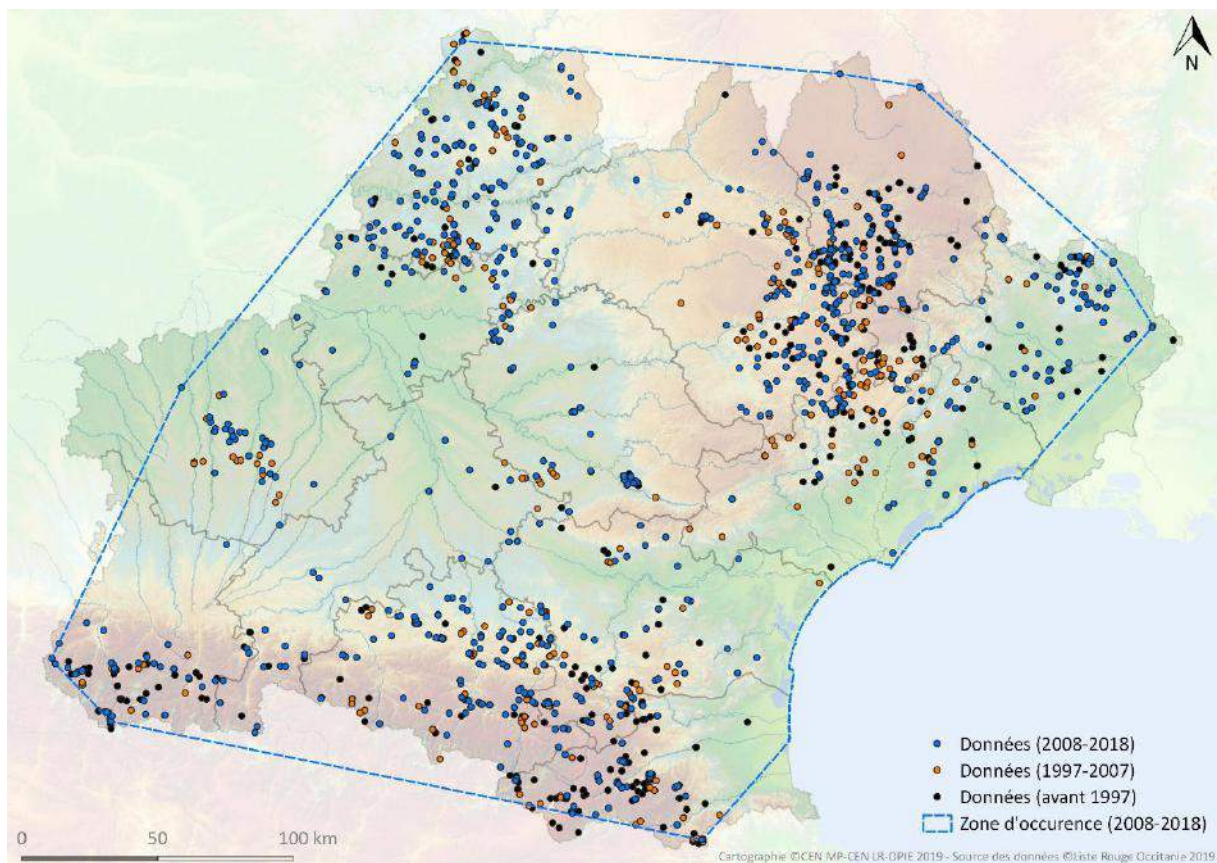 N
Données (2008-2018)
Données (1997-2007)
Données (avant 1997)
Zone d'occurence (2008-2018)
0 50 100 km
Cartographie ©CEN MP-CEN LR-OPIE 2019 - Source des données ©Liste Rouge Occitanie 2019